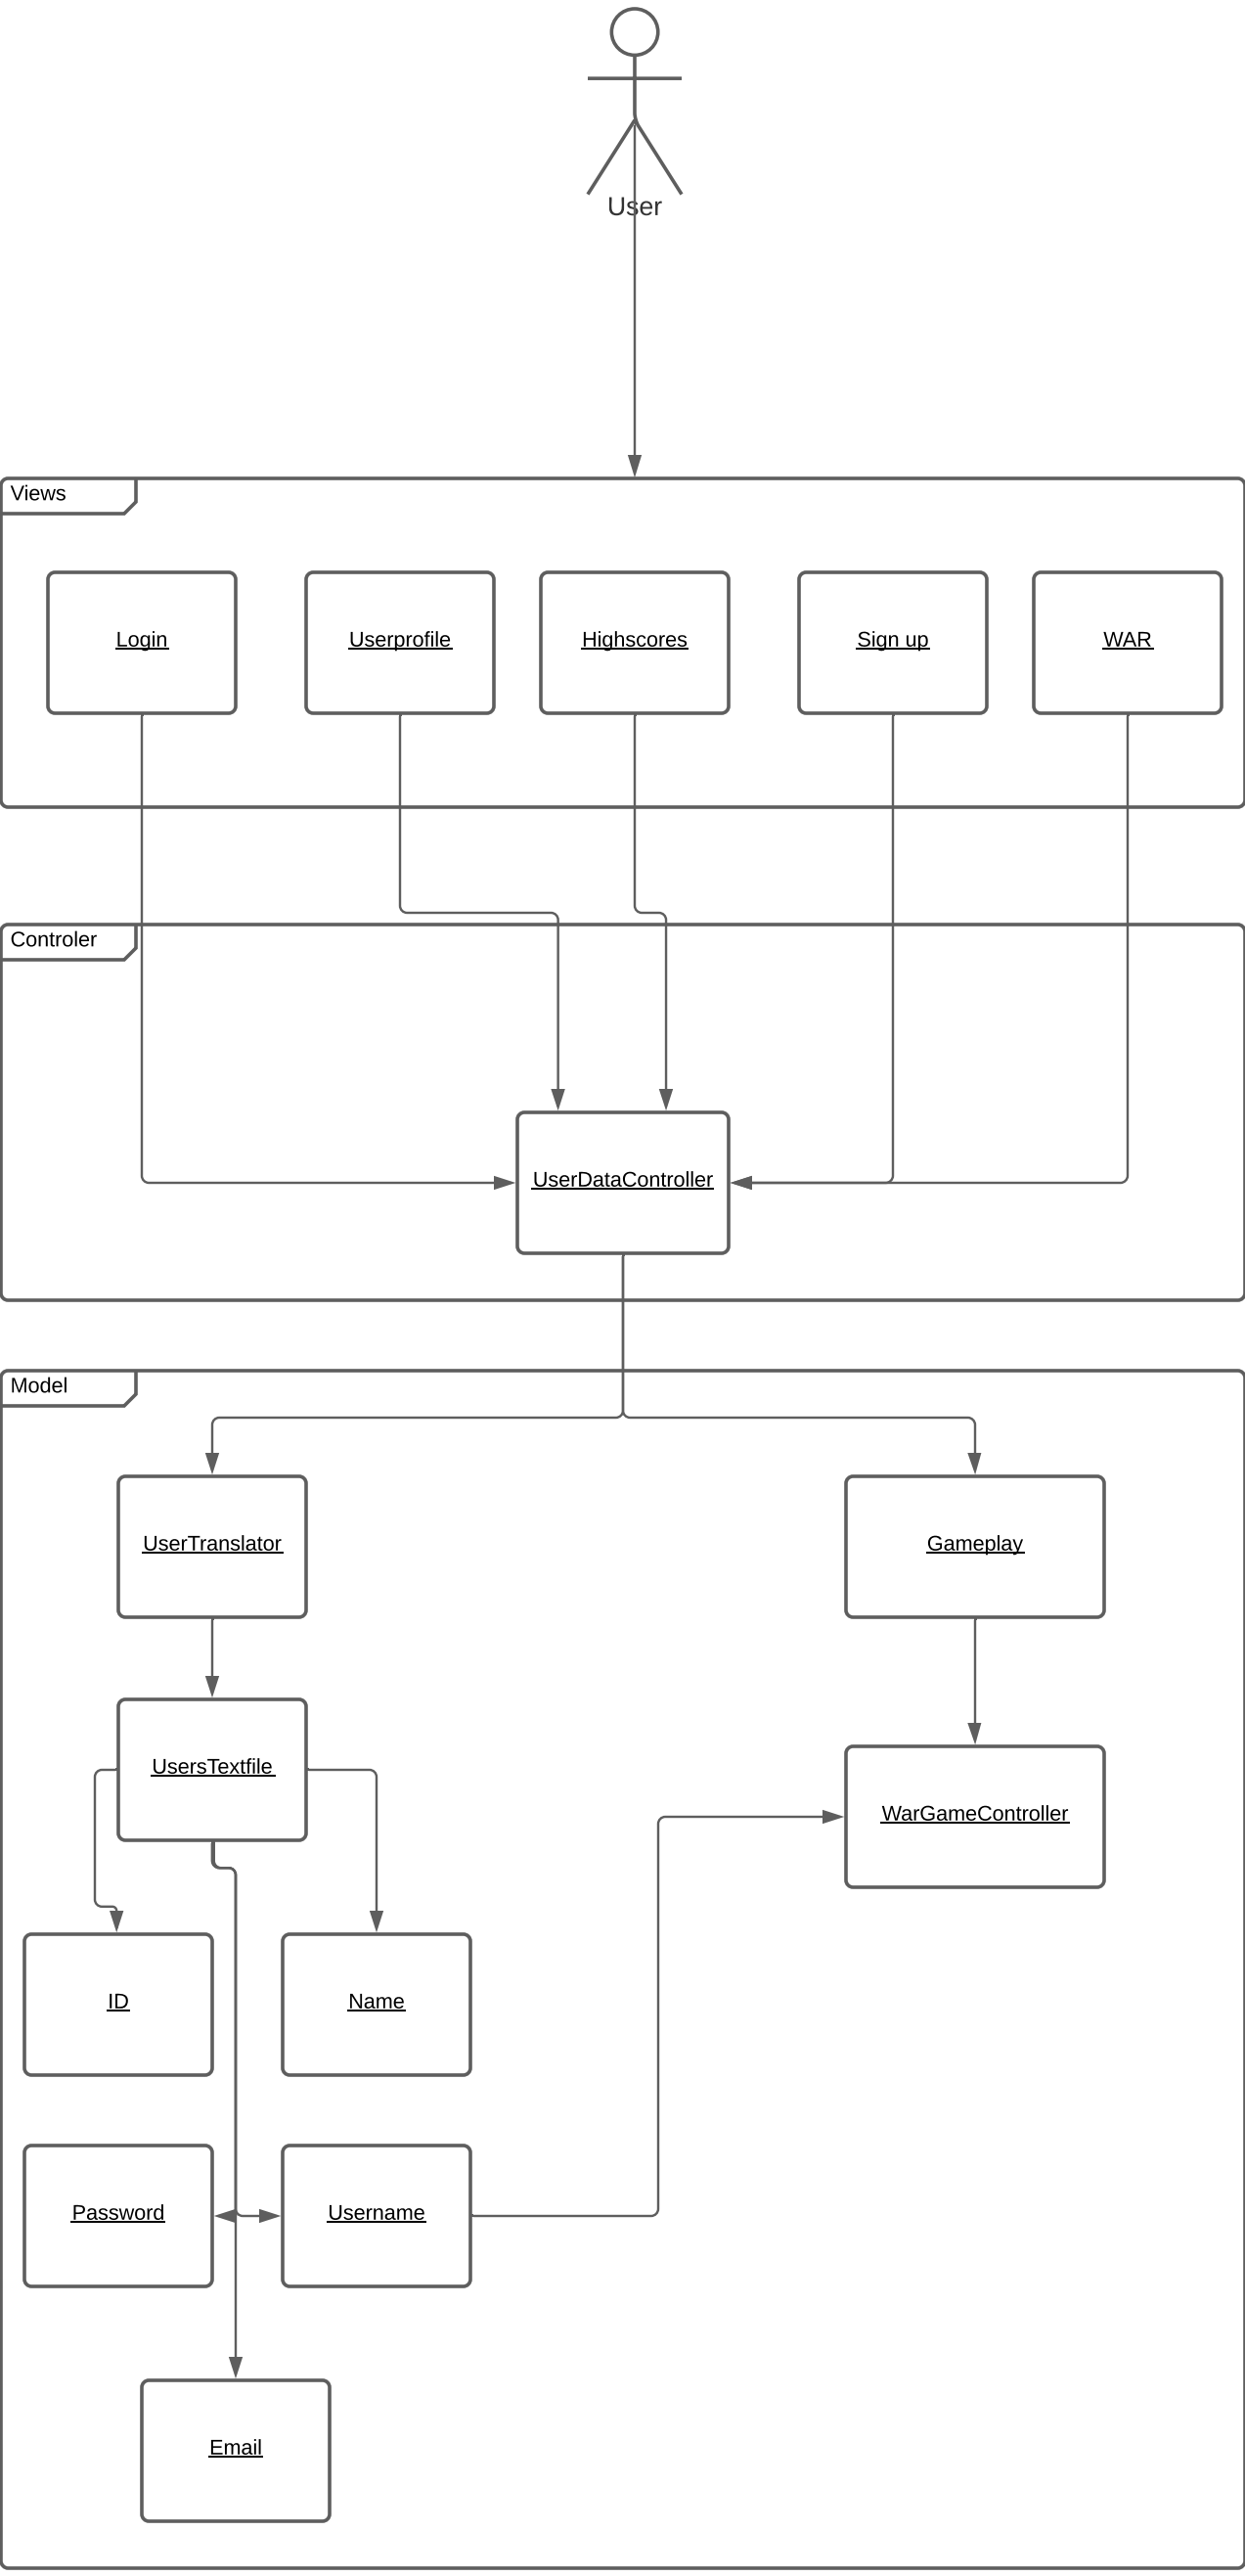 User
Views
Login
Userprofile
Highscores
Sign up
WAR
Controler
UserDataController
Model
UserTranslator
Gameplay
UsersTextfile
WarGameController
ID
Name
Password
Username
Email